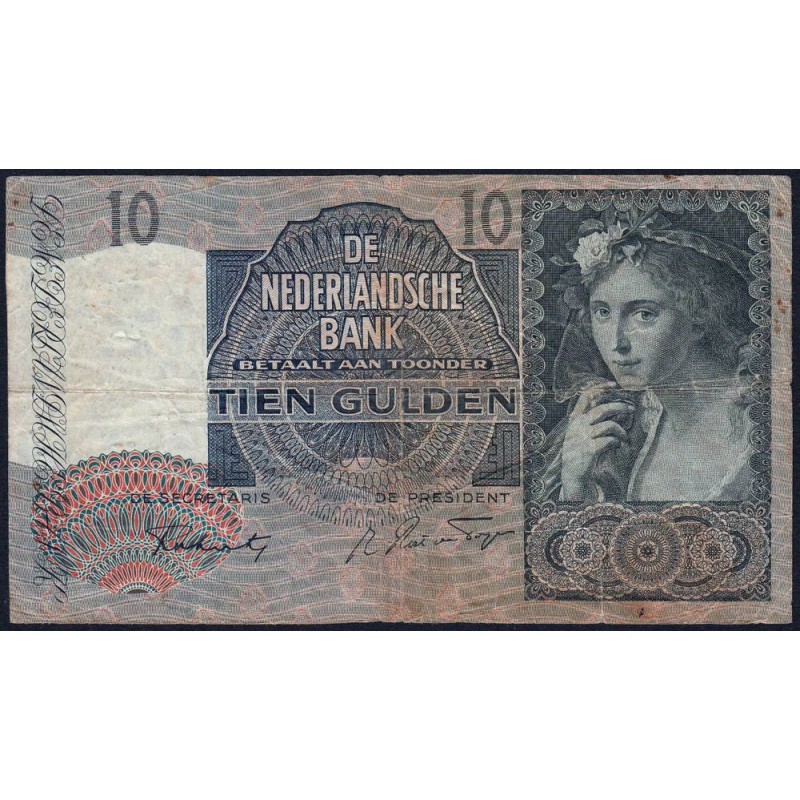 10 10
DE
NEDERLANDSCHE
BANK
BETAALT AAN TOONDER
TIEN GULDEN
DE SECRETARIS DE PRESIDENT